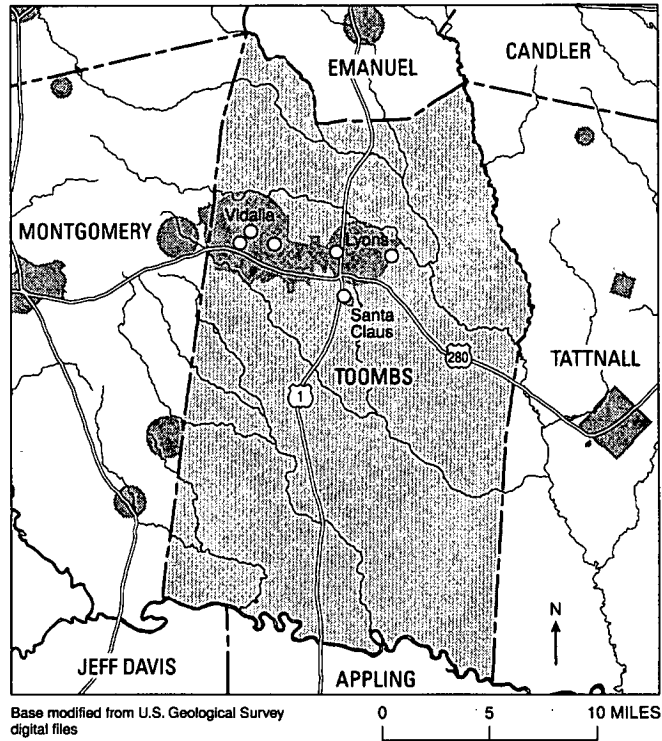 CANDLER
EMANUEL
MONTGOMERY
Vidalia
Lyons
Santa
Claus
280
TATTNALL
TOOMBS
1
N
JEFF DAVIS
APPLING
Base modified from U.S. Geological Survey
digital files
0 5 10 MILES